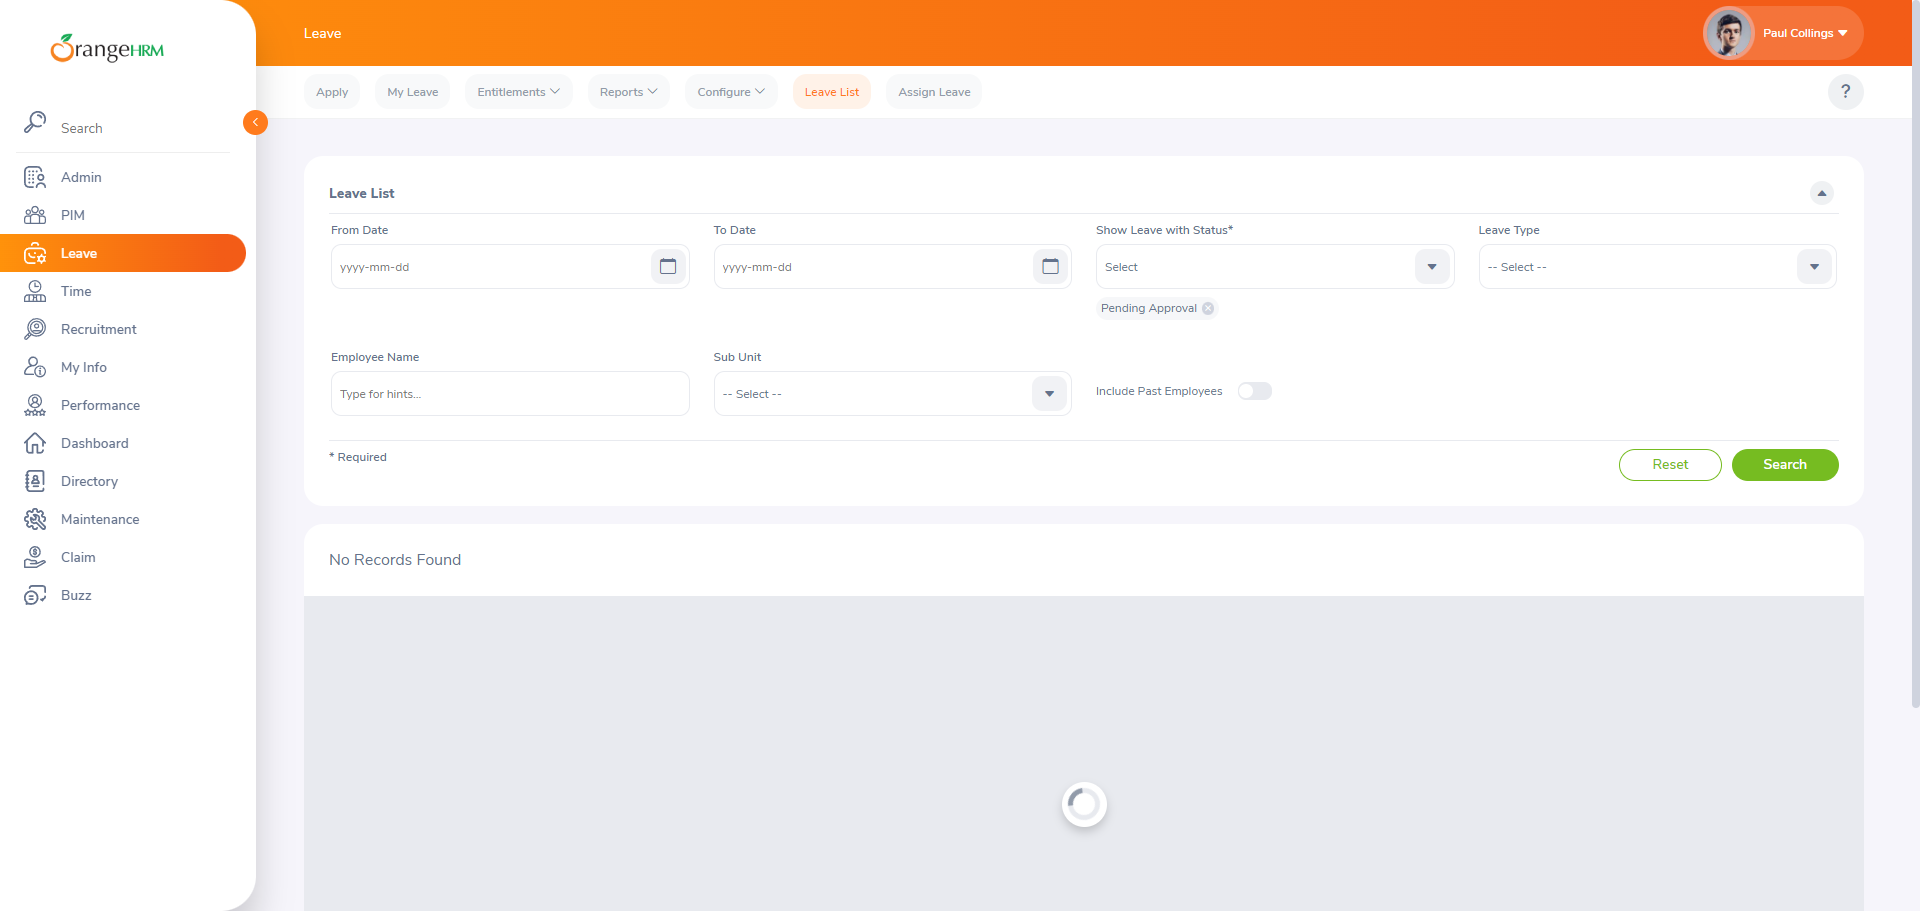 OrangeHRM
Leave
Paul Collings
Apply
My Leave
Entitlements
Reports
Configure
Leave List
Assign Leave
?
Search
Admin
PIM
Leave
Time
Recruitment
My Info
Performance
Dashboard
Directory
Maintenance
Claim
Buzz
Leave List
From Date
To Date
Show Leave with Status*
Leave Type
yyyy-mm-dd
yyyy-mm-dd
Select
-- Select --
Pending Approval
Employee Name
Sub Unit
Type for hints...
-- Select --
Include Past Employees
* Required
Reset
Search
No Records Found